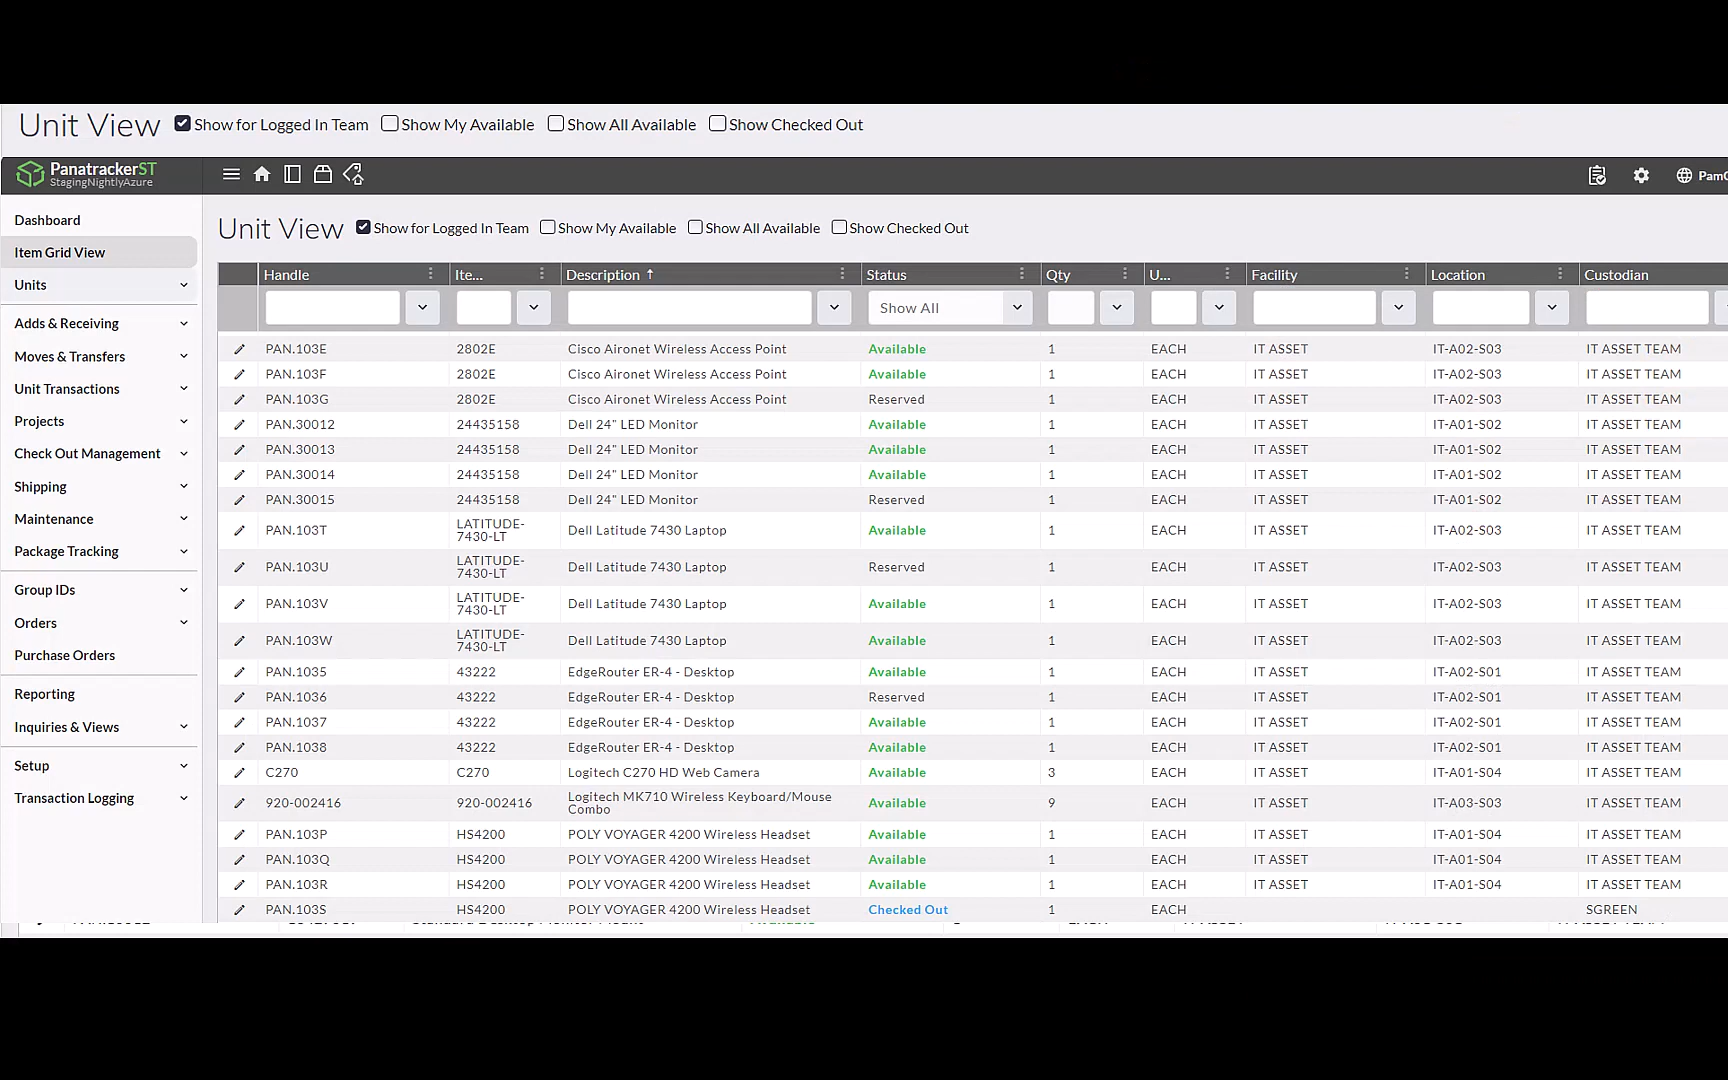 Unit View Show for Logged In Team Show My Available Show All Available Show Checked Out
PanatrackerST
StagingNightlyAzure
Dashboard
Item Grid View
Units
Adds & Receiving
Moves & Transfers
Unit Transactions
Projects
Check Out Management
Shipping
Maintenance
Package Tracking
Group IDs
Orders
Purchase Orders
Reporting
Inquiries & Views
Setup
Transaction Logging
Unit View Show for Logged In Team Show My Available Show All Available Show Checked Out
Handle Ite... Description ↑ Status Qty U... Facility Location Custodian
Show All
PAN.103E 2802E Cisco Aironet Wireless Access Point Available 1 EACH IT ASSET IT-A02-S03 IT ASSET TEAM
PAN.103F 2802E Cisco Aironet Wireless Access Point Available 1 EACH IT ASSET IT-A02-S03 IT ASSET TEAM
PAN.103G 2802E Cisco Aironet Wireless Access Point Reserved 1 EACH IT ASSET IT-A02-S03 IT ASSET TEAM
PAN.30012 24435158 Dell 24" LED Monitor Available 1 EACH IT ASSET IT-A01-S02 IT ASSET TEAM
PAN.30013 24435158 Dell 24" LED Monitor Available 1 EACH IT ASSET IT-A01-S02 IT ASSET TEAM
PAN.30014 24435158 Dell 24" LED Monitor Available 1 EACH IT ASSET IT-A01-S02 IT ASSET TEAM
PAN.30015 24435158 Dell 24" LED Monitor Reserved 1 EACH IT ASSET IT-A01-S02 IT ASSET TEAM
PAN.103T LATITUDE-7430-LT Dell Latitude 7430 Laptop Available 1 EACH IT ASSET IT-A02-S03 IT ASSET TEAM
PAN.103U LATITUDE-7430-LT Dell Latitude 7430 Laptop Reserved 1 EACH IT ASSET IT-A02-S03 IT ASSET TEAM
PAN.103V LATITUDE-7430-LT Dell Latitude 7430 Laptop Available 1 EACH IT ASSET IT-A02-S03 IT ASSET TEAM
PAN.103W LATITUDE-7430-LT Dell Latitude 7430 Laptop Available 1 EACH IT ASSET IT-A02-S03 IT ASSET TEAM
PAN.1035 43222 EdgeRouter ER-4 - Desktop Available 1 EACH IT ASSET IT-A02-S01 IT ASSET TEAM
PAN.1036 43222 EdgeRouter ER-4 - Desktop Reserved 1 EACH IT ASSET IT-A02-S01 IT ASSET TEAM
PAN.1037 43222 EdgeRouter ER-4 - Desktop Available 1 EACH IT ASSET IT-A02-S01 IT ASSET TEAM
PAN.1038 43222 EdgeRouter ER-4 - Desktop Available 1 EACH IT ASSET IT-A02-S01 IT ASSET TEAM
C270 C270 Logitech C270 HD Web Camera Available 3 EACH IT ASSET IT-A01-S04 IT ASSET TEAM
920-002416 920-002416 Logitech MK710 Wireless Keyboard/Mouse Combo Available 9 EACH IT ASSET IT-A03-S03 IT ASSET TEAM
PAN.103P HS4200 POLY VOYAGER 4200 Wireless Headset Available 1 EACH IT ASSET IT-A01-S04 IT ASSET TEAM
PAN.103Q HS4200 POLY VOYAGER 4200 Wireless Headset Available 1 EACH IT ASSET IT-A01-S04 IT ASSET TEAM
PAN.103R HS4200 POLY VOYAGER 4200 Wireless Headset Available 1 EACH IT ASSET IT-A01-S04 IT ASSET TEAM
PAN.103S HS4200 POLY VOYAGER 4200 Wireless Headset Checked Out 1 EACH SGREEN